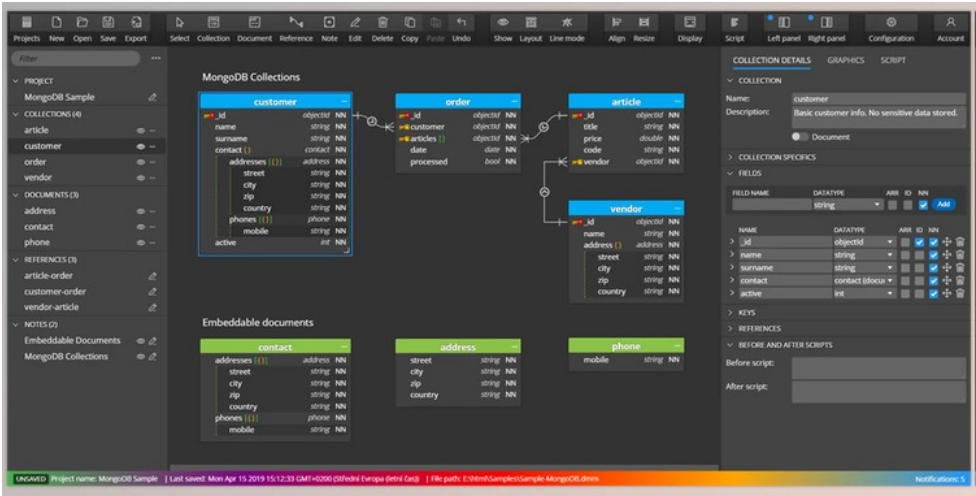 Projects New Open Save Export Select Collection Document Reference Note Edit Delete Copy Paste Undo Show Layout Line mode Align Resize Display Script Left panel Right panel Configuration Account
Filter
PROJECT
MongoDB Sample
COLLECTIONS (4)
article
customer
order
vendor
DOCUMENTS (3)
address
contact
phone
REFERENCES (3)
article-order
customer-order
vendor-article
NOTES (2)
Embeddable Documents
MongoDB Collections
MongoDB Collections
customer
_id objectId NN
name string NN
surname string NN
contact {} contact NN
addresses [{}] address NN
street string NN
city string NN
zip string NN
country string NN
phones [{}] phone NN
mobile string NN
active int NN
order
_id objectId NN
customer objectId NN
articles [] objectId NN
date date NN
processed bool NN
article
_id objectId NN
title string NN
price double NN
code string NN
vendor objectId NN
vendor
_id objectId NN
name string NN
address {} address NN
street string NN
city string NN
zip string NN
country string NN
Embeddable documents
contact
addresses [{}] address NN
street string NN
city string NN
zip string NN
country string NN
phones [{}] phone NN
mobile string NN
address
street string NN
city string NN
zip string NN
country string NN
phone
mobile string NN
COLLECTION DETAILS GRAPHICS SCRIPT
COLLECTION
Name: customer
Description: Basic customer info. No sensitive data stored.
Document
COLLECTION SPECIFICS
FIELDS
FIELD NAME DATATYPE ARR ID NN
string Add
NAME DATATYPE ARR ID NN
_id objectId
name string
surname string
contact contact (docu
active int
KEYS
REFERENCES
BEFORE AND AFTER SCRIPTS
Before script:
After script:
UNSAVED Project name: MongoDB Sample | Last saved: Mon Apr 15 2019 15:12:33 GMT+0200 (Střední Evropa (letní čas)) | File path: E:\html\Samples\Sample-MongoDB.dmm Notifications: 5